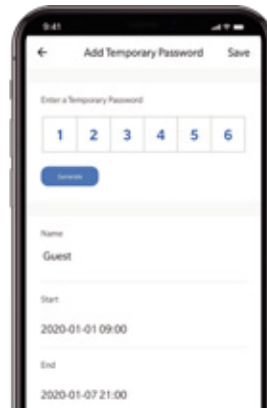 9:41
Add Temporary Password Save
Enter a Temporary Password
1 2 3 4 5 6
Generate
Name
Guest
Start
2020-01-01 09:00
End
2020-01-07 21:00